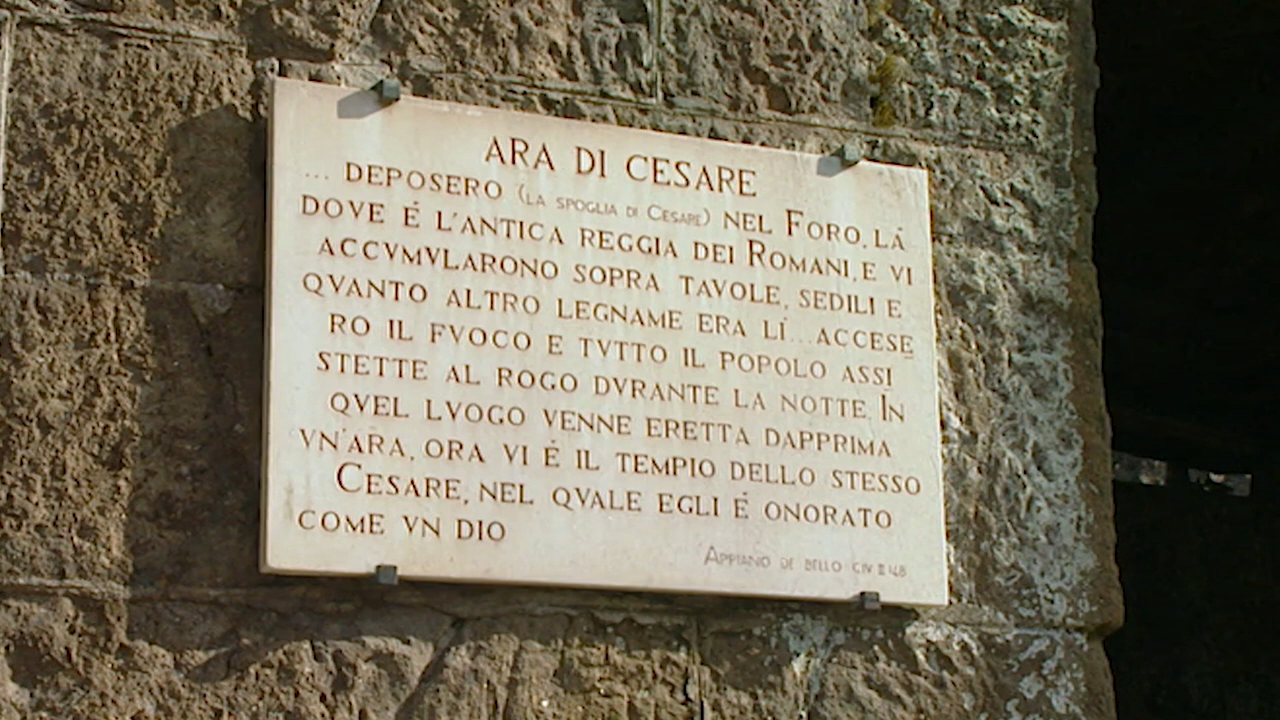 ARA DI CESARE
... DEPOSERO (LA SPOGLIA DI CESARE) NEL FORO, LÁ
DOVE É L'ANTICA REGGIA DEI ROMANI, E VI
ACCVMVLARONO SOPRA TAVOLE, SEDILI E
QVANTO ALTRO LEGNAME ERA LÍ... ACCESE
RO IL FVOCO E TVTTO IL POPOLO ASSI
STETTE AL ROGO DVRANTE LA NOTTE. IN
QVEL LVOGO VENNE ERETTA DAPPRIMA
VN'ARA, ORA VI É IL TEMPIO DELLO STESSO
CESARE, NEL QVALE EGLI É ONORATO
COME VN DIO
APPIANO DE BELLO CIV II 148